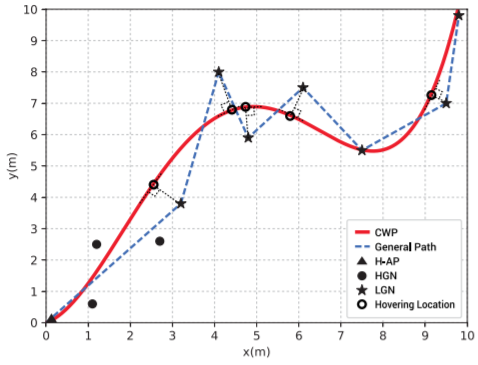 10
9
8
7
6
5
4
3
2
1
0
y(m)
CWP
General Path
H-AP
HGN
LGN
Hovering Location
0 1 2 3 4 5 6 7 8 9 10
x(m)